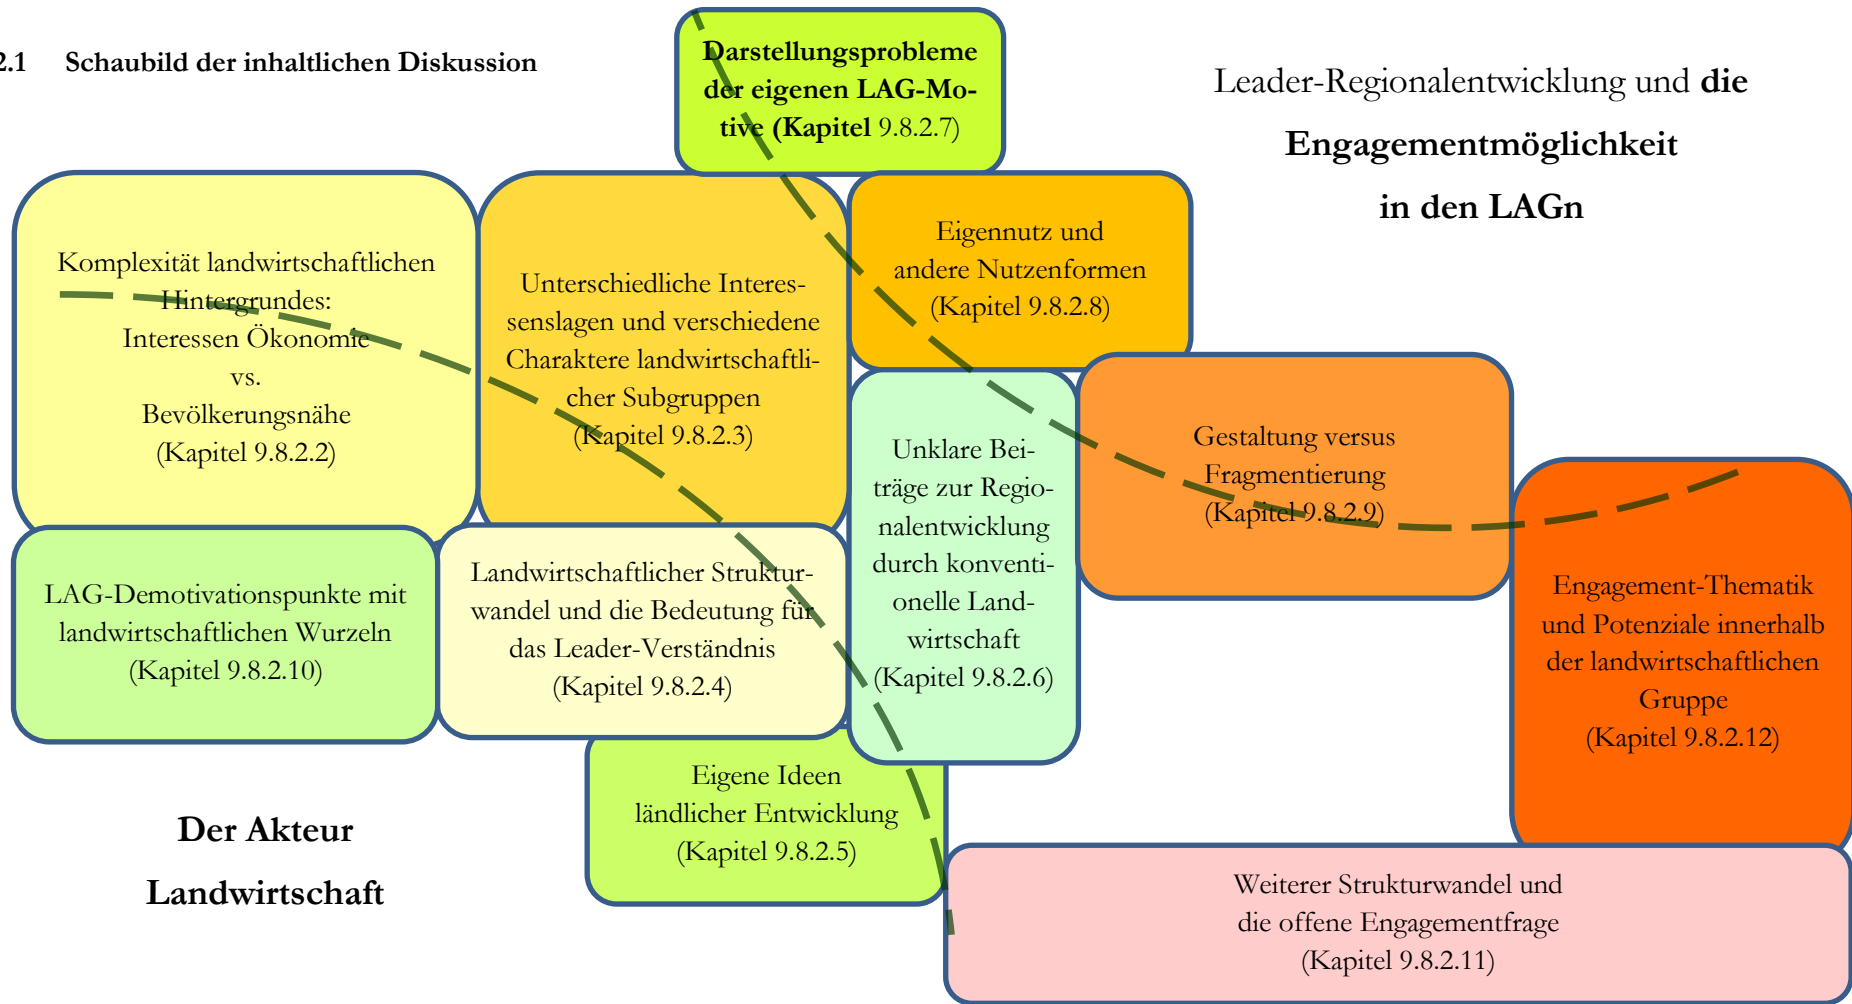 2.1 Schaubild der inhaltlichen Diskussion
Darstellungsprobleme
der eigenen LAG-Mo-
tive (Kapitel 9.8.2.7)
Leader-Regionalentwicklung und die
Engagementmöglichkeit
in den LAGn
Komplexität landwirtschaftlichen
Hintergrundes:
Interessen Ökonomie
vs.
Bevölkerungsnähe
(Kapitel 9.8.2.2)
Unterschiedliche Interes-
senslagen und verschiedene
Charaktere landwirtschaftli-
cher Subgruppen
(Kapitel 9.8.2.3)
Eigennutz und
andere Nutzenformen
(Kapitel 9.8.2.8)
Unklare Bei-
träge zur Regio-
nalentwicklung
durch konventi-
onelle Land-
wirtschaft
(Kapitel 9.8.2.6)
Gestaltung versus
Fragmentierung
(Kapitel 9.8.2.9)
Engagement-Thematik
und Potenziale innerhalb
der landwirtschaftlichen
Gruppe
(Kapitel 9.8.2.12)
LAG-Demotivationspunkte mit
landwirtschaftlichen Wurzeln
(Kapitel 9.8.2.10)
Landwirtschaftlicher Struktur-
wandel und die Bedeutung für
das Leader-Verständnis
(Kapitel 9.8.2.4)
Eigene Ideen
ländlicher Entwicklung
(Kapitel 9.8.2.5)
Der Akteur
Landwirtschaft
Weiterer Strukturwandel und
die offene Engagementfrage
(Kapitel 9.8.2.11)